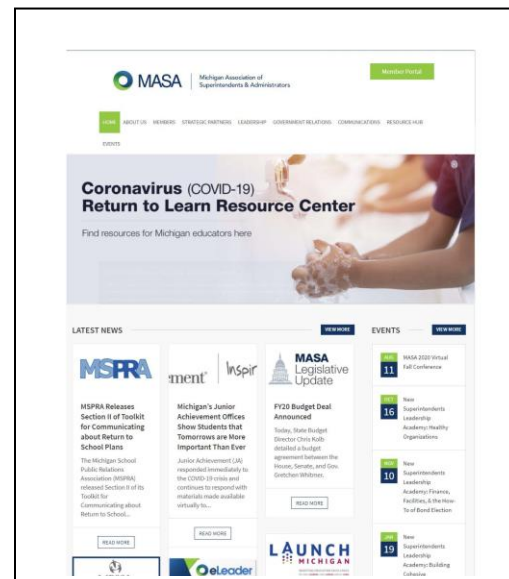 MASA
Michigan Association of
Superintendents & Administrators
Member Portal
HOME ABOUT US MEMBERS STRATEGIC PARTNERS LEADERSHIP GOVERNMENT RELATIONS COMMUNICATIONS RESOURCE HUB
EVENTS
Coronavirus (COVID-19)
Return to Learn Resource Center
Find resources for Michigan educators here
LATEST NEWS
VIEW MORE
MSPRA
MSPRA Releases
Section II of Toolkit
for Communicating
about Return to
School Plans
The Michigan School
Public Relations
Association (MSPRA)
released Section II of its
Toolkit for
Communicating about
Return to School...
READ MORE
ement Inspir
Michigan's Junior
Achievement Offices
Show Students that
Tomorrows are More
Important Than Ever
Junior Achievement (JA)
responded immediately to
the COVID-19 crisis and
continues to respond with
materials made available
virtually to...
READ MORE
MASA
Legislative
Update
FY20 Budget Deal
Announced
Today, State Budget
Director Chris Kolb
detailed a budget
agreement between the
House, Senate, and Gov.
Gretchen Whitmer.
READ MORE
eLeader
LAUNCH
MICHIGAN
EVENTS
VIEW MORE
AUG
11
MASA 2020 Virtual
Fall Conference
OCT
16
New
Superintendents
Leadership
Academy: Healthy
Organizations
NOV
10
New
Superintendents
Leadership
Academy: Finance,
Facilities, & the How-
To of Bond Election
JAN
19
New
Superintendents
Leadership
Academy: Building
Cohesive